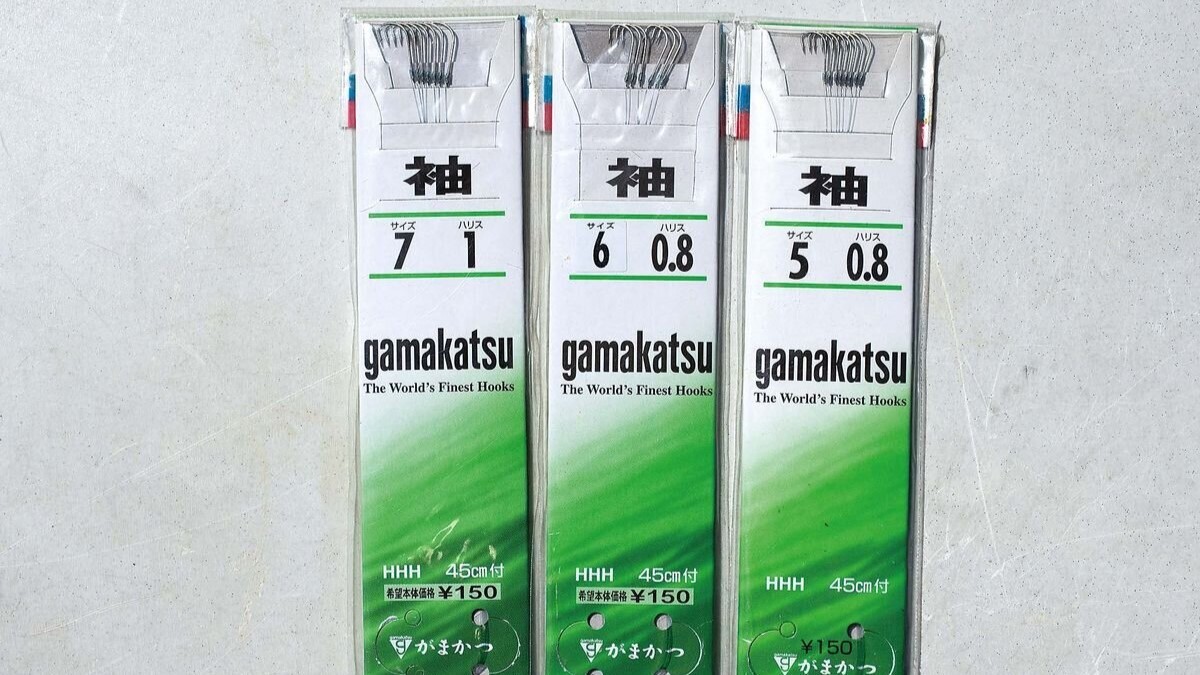 袖
サイズ ハリス
7 1
gamakatsu
The World's Finest Hooks
HHH 45cm付
希望本体価格 ¥150
gamakatsu
g がまかつ
袖
サイズ ハリス
6 0.8
gamakatsu
The World's Finest Hooks
HHH 45cm付
希望本体価格 ¥150
gamakatsu
g がまかつ
袖
サイズ ハリス
5 0.8
gamakatsu
The World's Finest Hooks
HHH 45cm付
¥150
gamakatsu
g がまかつ